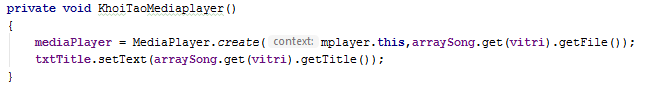 private void KhoiTaoMediaplayer()
{
mediaPlayer = MediaPlayer.create( context: mplayer.this,arraySong.get(vitri).getFile());
txtTitle.setText(arraySong.get(vitri).getTitle());
}